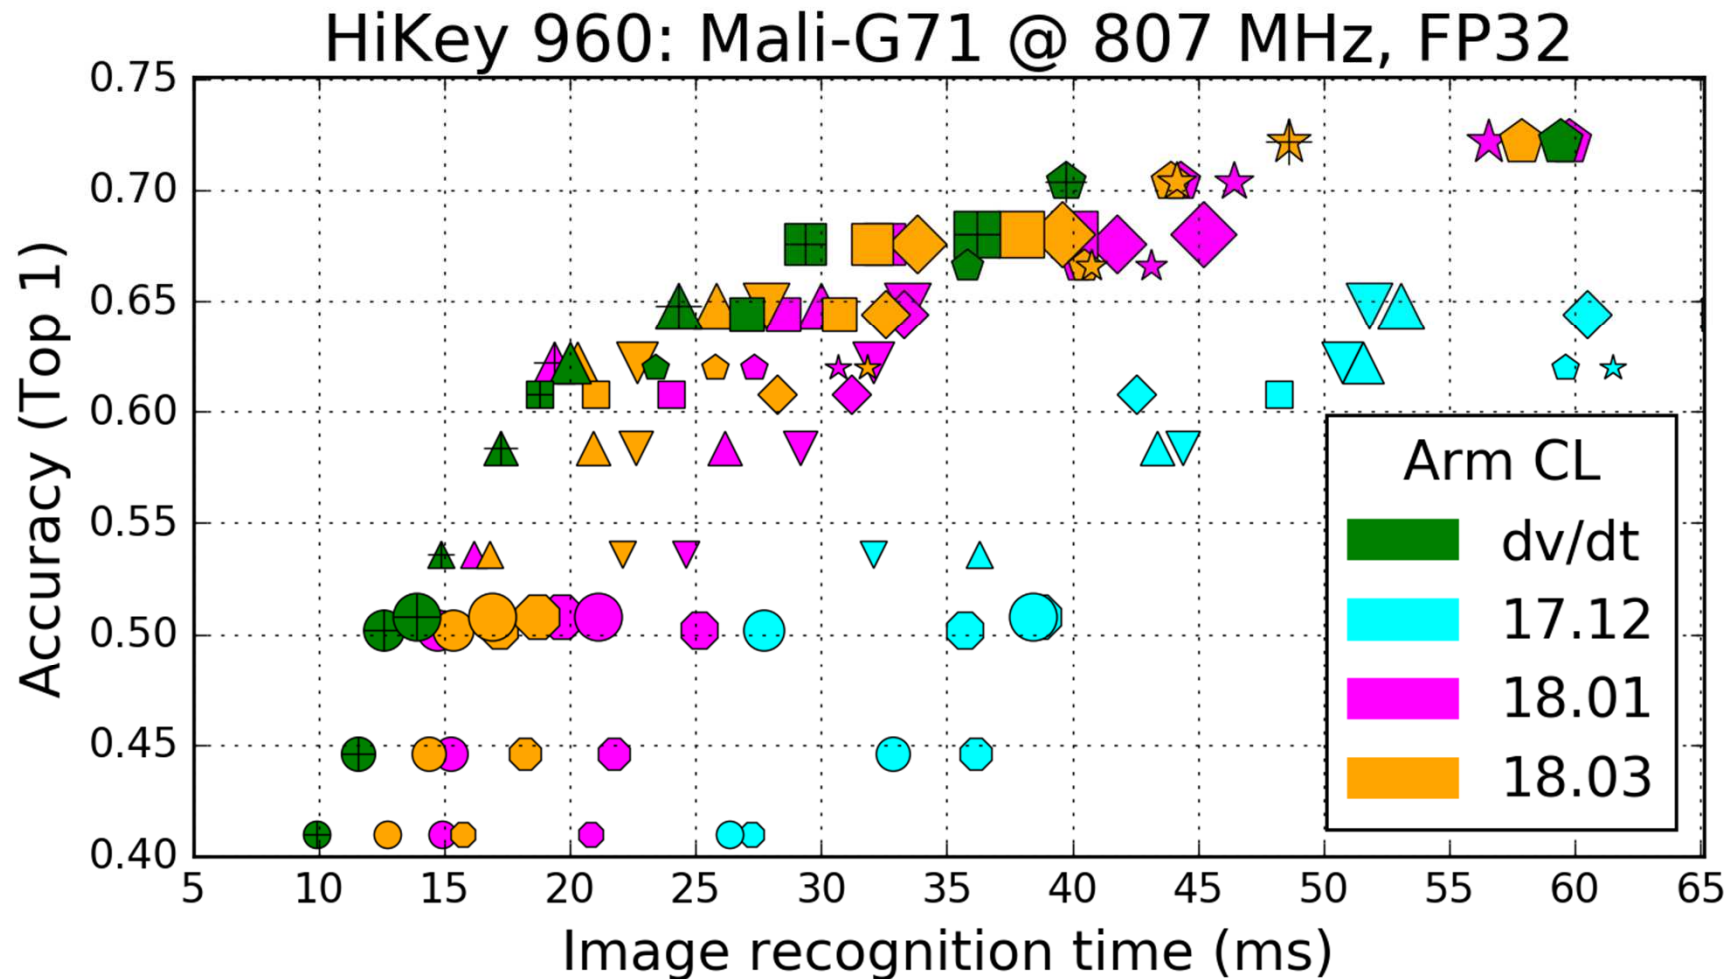 HiKey 960: Mali-G71 @ 807 MHz, FP32
Accuracy (Top 1)
0.75
0.70
0.65
0.60
0.55
0.50
0.45
0.40
Arm CL
dv/dt
17.12
18.01
18.03
5 10 15 20 25 30 35 40 45 50 55 60 65
Image recognition time (ms)